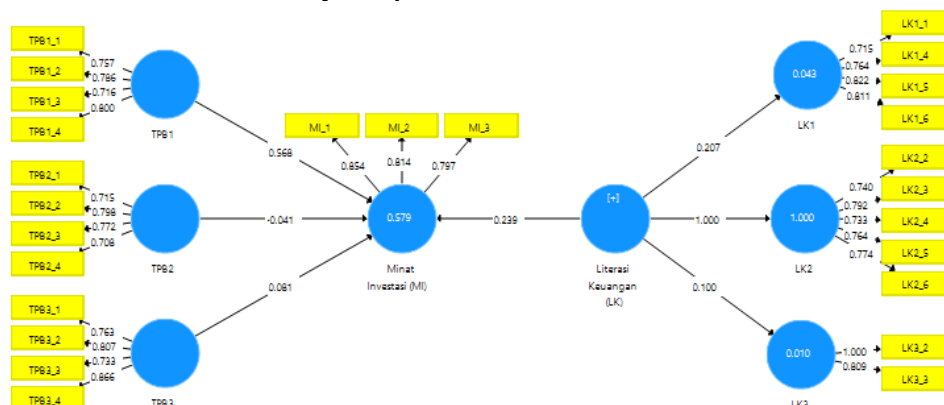 TPB1_1
TPB1_2
TPB1_3
TPB1_4
0.757
0.786
0.716
0.800
TPB1
0.568
TPB2_1
TPB2_2
TPB2_3
TPB2_4
0.715
0.798
0.772
0.708
TPB2
-0.041
TPB3_1
TPB3_2
TPB3_3
TPB3_4
0.763
0.807
0.733
0.866
TPB3
0.081
MI_1
MI_2
MI_3
0.854
0.814
0.797
0.579
Minat
Investasi (MI)
0.239
[+]
Literasi
Keuangan
(LK)
0.207
1.000
0.100
0.043
LK1
0.715
0.764
0.822
0.811
LK1_1
LK1_4
LK1_5
LK1_6
1.000
LK2
0.740
0.792
0.733
0.764
0.774
LK2_2
LK2_3
LK2_4
LK2_5
LK2_6
0.010
LK3
1.000
0.809
LK3_2
LK3_3